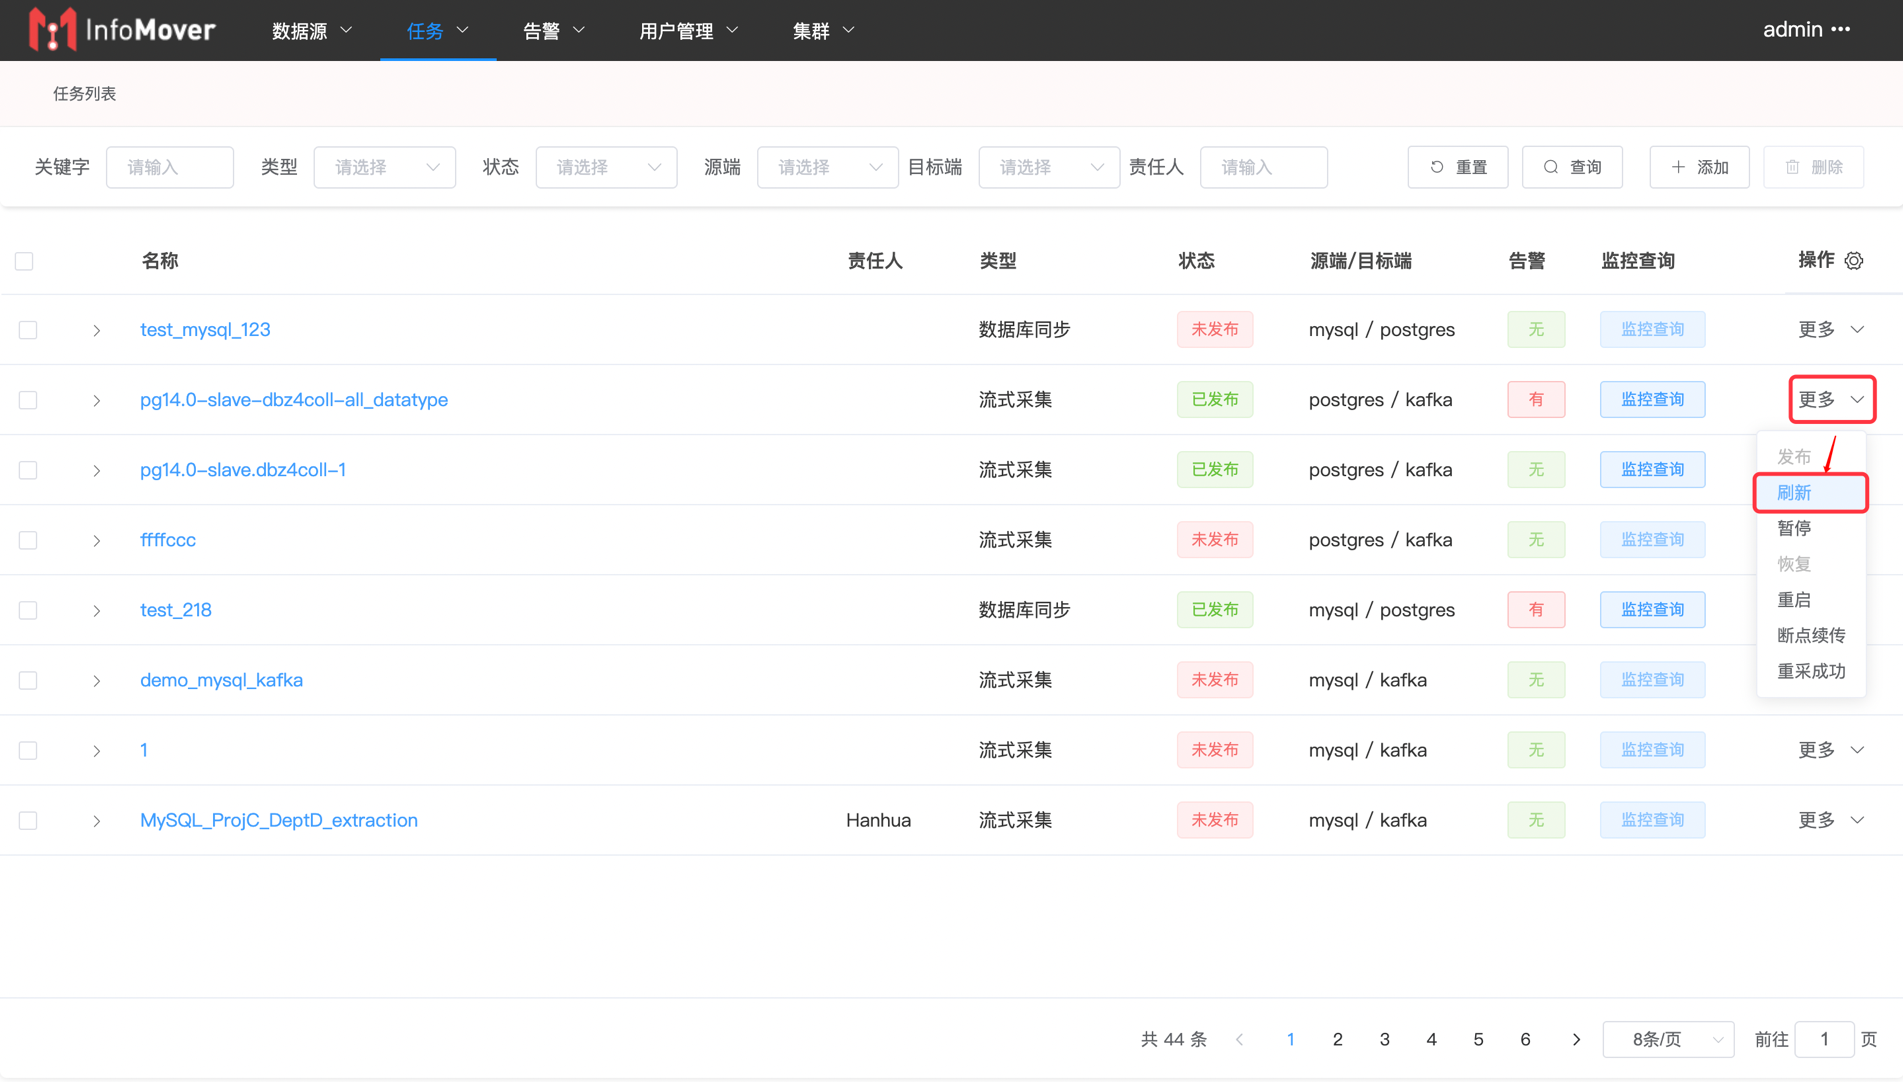 InfoMover 数据源 任务 告警 用户管理 集群 admin •••
任务列表
关键字 请输入 类型 请选择 状态 请选择 源端 请选择 目标端 请选择 责任人 请输入 重置 查询 添加 删除
名称 责任人 类型 状态 源端/目标端 告警 监控查询 操作
test_mysql_123 数据库同步 未发布 mysql / postgres 无 监控查询 更多
pg14.0-slave-dbz4coll-all_datatype 流式采集 已发布 postgres / kafka 有 监控查询 更多
发布
pg14.0-slave.dbz4coll-1 流式采集 已发布 postgres / kafka 无 监控查询
刷新
暂停
ffffccc 流式采集 未发布 postgres / kafka 无 监控查询
恢复
重启
test_218 数据库同步 已发布 mysql / postgres 有 监控查询
断点续传
重采成功
demo_mysql_kafka 流式采集 未发布 mysql / kafka 无 监控查询
1 流式采集 未发布 mysql / kafka 无 监控查询 更多
MySQL_ProjC_DeptD_extraction Hanhua 流式采集 未发布 mysql / kafka 无 监控查询 更多
共 44 条 1 2 3 4 5 6 8条/页 前往 1 页